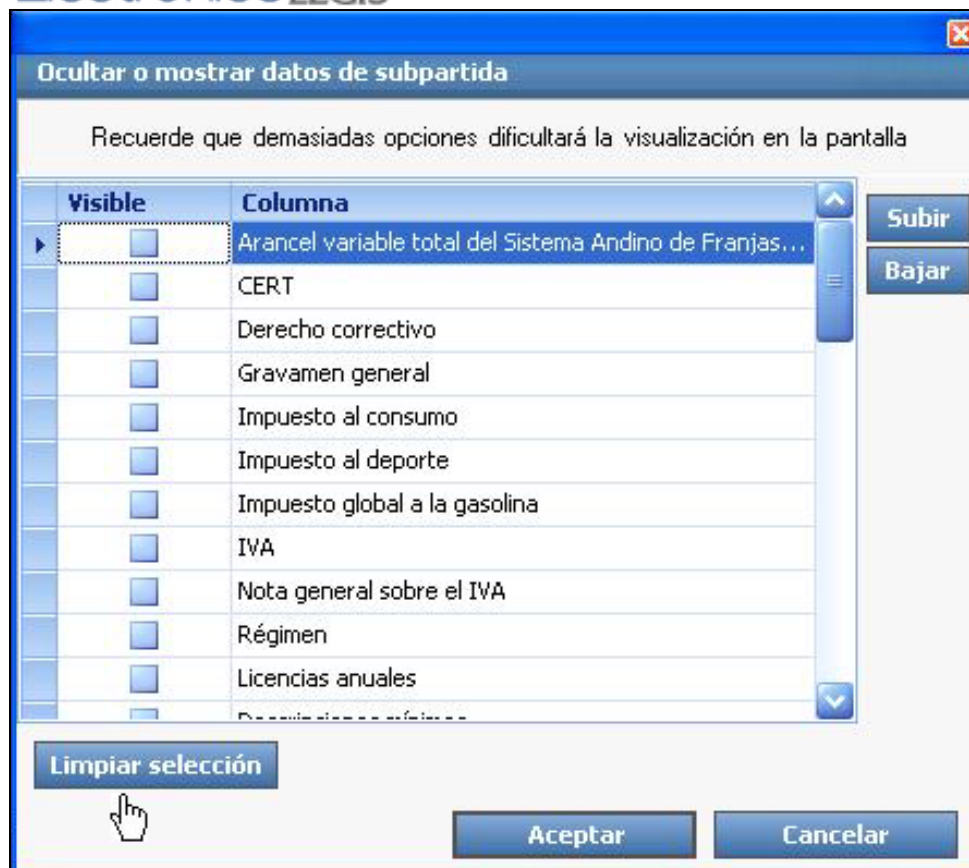 Ocultar o mostrar datos de subpartida
Recuerde que demasiadas opciones dificultará la visualización en la pantalla
Visible Columna
Arancel variable total del Sistema Andino de Franjas...
CERT
Derecho correctivo
Gravamen general
Impuesto al consumo
Impuesto al deporte
Impuesto global a la gasolina
IVA
Nota general sobre el IVA
Régimen
Licencias anuales
Subir
Bajar
Limpiar selección
Aceptar Cancelar